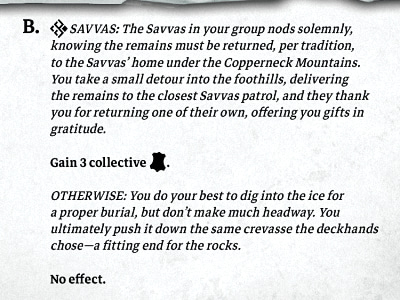 B. SAVVAS: The Savvas in your group nods solemnly,
knowing the remains must be returned, per tradition,
to the Savvas’ home under the Copperneck Mountains.
You take a small detour into the foothills, delivering
the remains to the closest Savvas patrol, and they thank
you for returning one of their own, offering you gifts in
gratitude.
Gain 3 collective .
OTHERWISE: You do your best to dig into the ice for
a proper burial, but don’t make much headway. You
ultimately push it down the same crevasse the deckhands
chose—a fitting end for the rocks.
No effect.